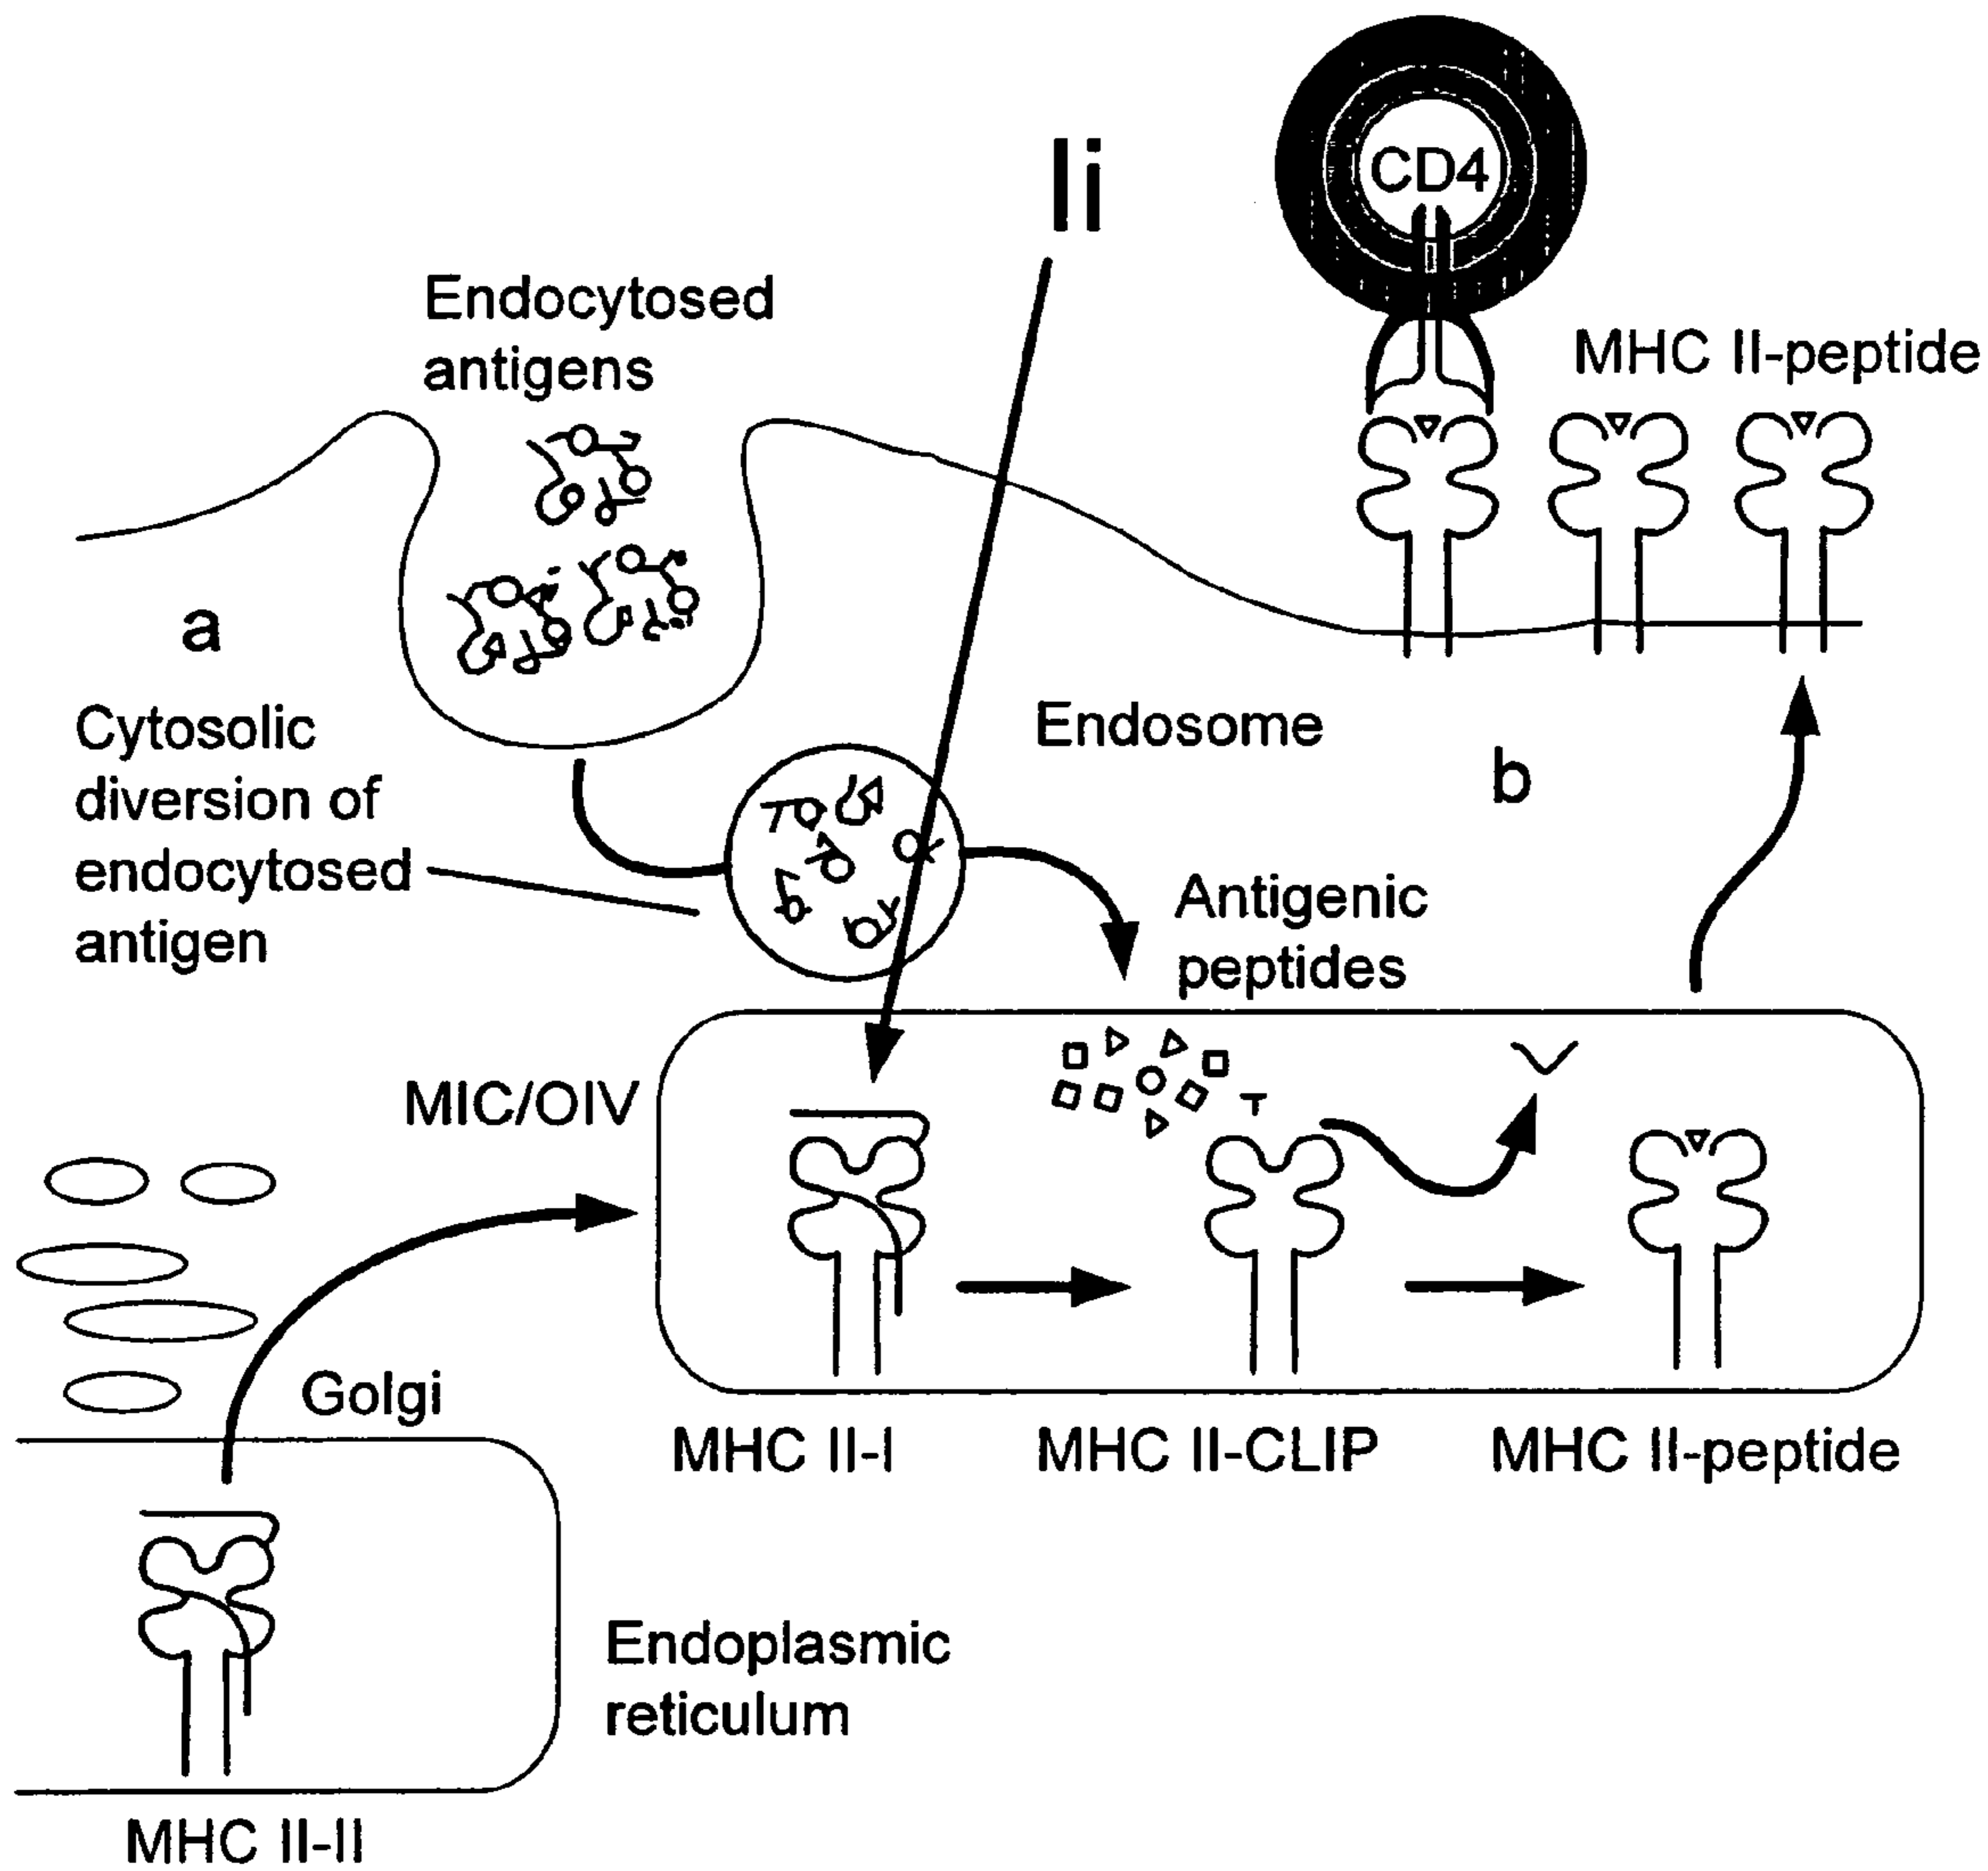 Ii
CD4
Endocytosed
antigens
MHC II-peptide
a
Cytosolic
diversion of
endocytosed
antigen
Endosome
b
Antigenic
peptides
MIC/OIV
Golgi
MHC II-I
MHC II-CLIP
MHC II-peptide
Endoplasmic
reticulum
MHC II-II